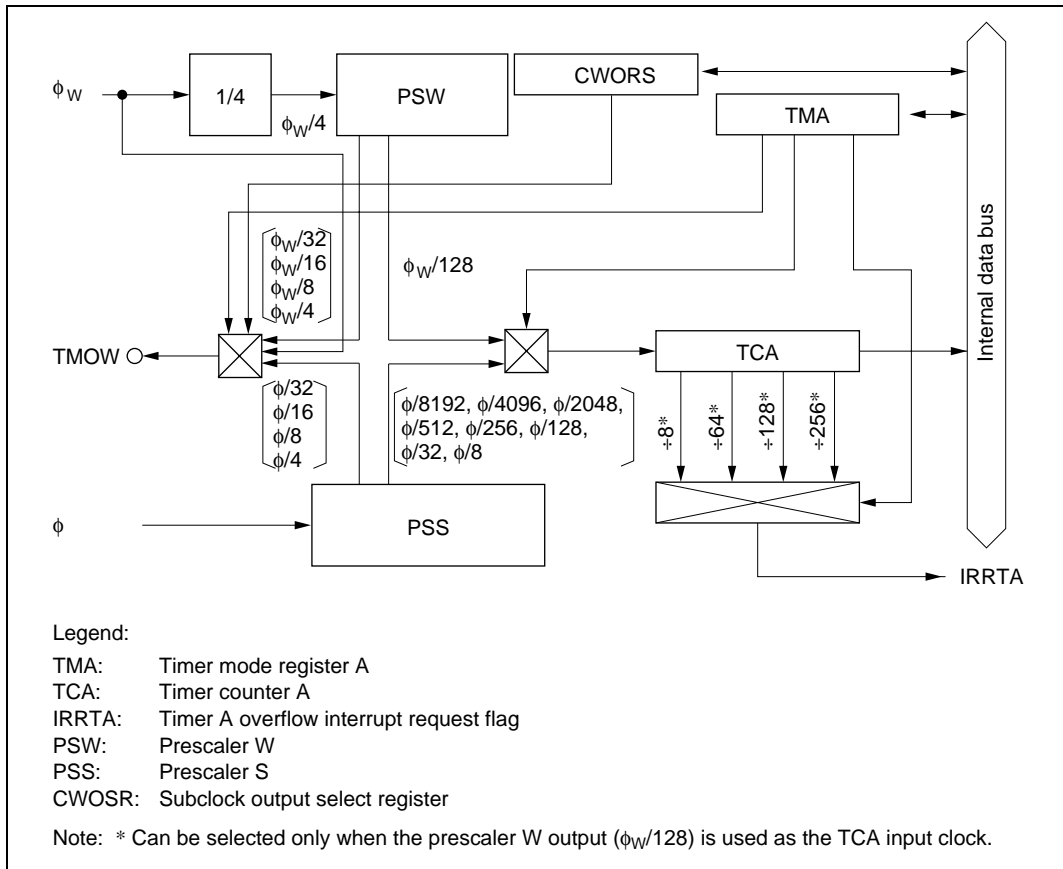 ϕW
1/4
ϕW/4
PSW
CWORS
TMA
Internal data bus
ϕW/32
ϕW/16
ϕW/8
ϕW/4
ϕW/128
TMOW
TCA
ϕ/32
ϕ/16
ϕ/8
ϕ/4
ϕ/8192, ϕ/4096, ϕ/2048,
ϕ/512, ϕ/256, ϕ/128,
ϕ/32, ϕ/8
÷8*
÷64*
÷128*
÷256*
ϕ
PSS
IRRTA
Legend:
TMA: Timer mode register A
TCA: Timer counter A
IRRTA: Timer A overflow interrupt request flag
PSW: Prescaler W
PSS: Prescaler S
CWOSR: Subclock output select register
Note: * Can be selected only when the prescaler W output (ϕW/128) is used as the TCA input clock.